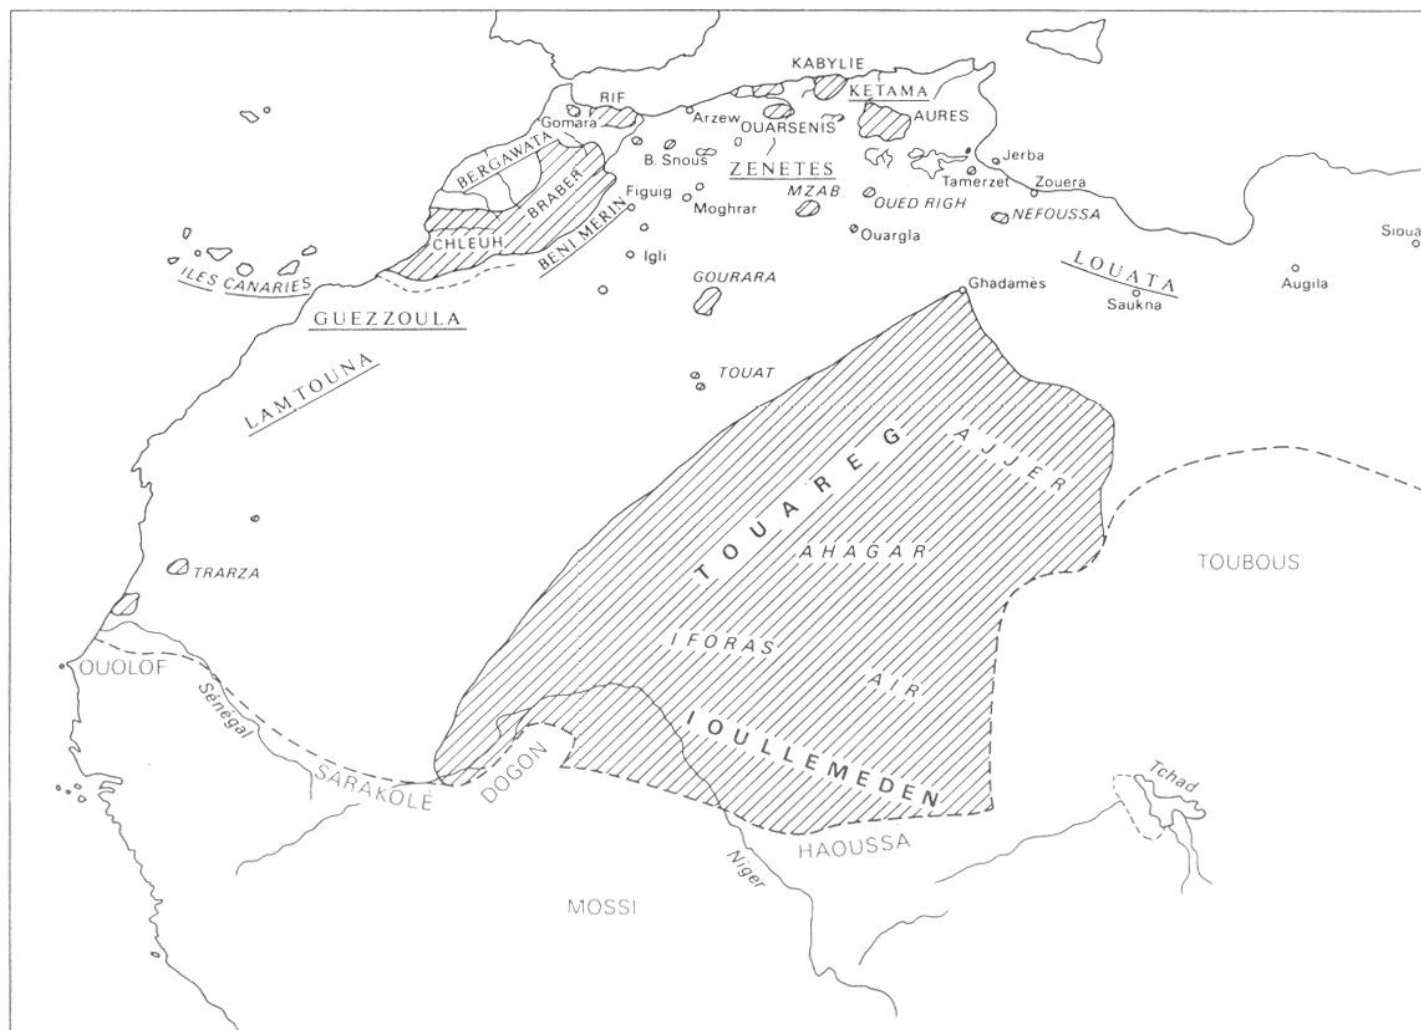 KABYLIE
RIF
KETAMA
Gomara
Arzew
OUARSENIS
AURES
BERGAWATA
B. Snous
ZENETES
Jerba
Tamerzet
Zouera
BRABER
Figuig
Moghrar
MZAB
OUED RIGH
NEFOUSSA
CHLEUH
BENI MERIN
Igli
Ouargla
Sioua
ILES CANARIES
GOURARA
Ghadamès
LOUATA
Saukna
Augila
GUEZZOULA
LAMTOUNA
TOUAT
TOUAREG
AJJER
AHAGAR
TOUBOUS
TRARZA
IFORAS
OUOLOF
AIR
Sénégal
IOULLEMEDEN
SARAKOLÉ
DOGON
Tchad
HAOUSSA
Niger
MOSSI